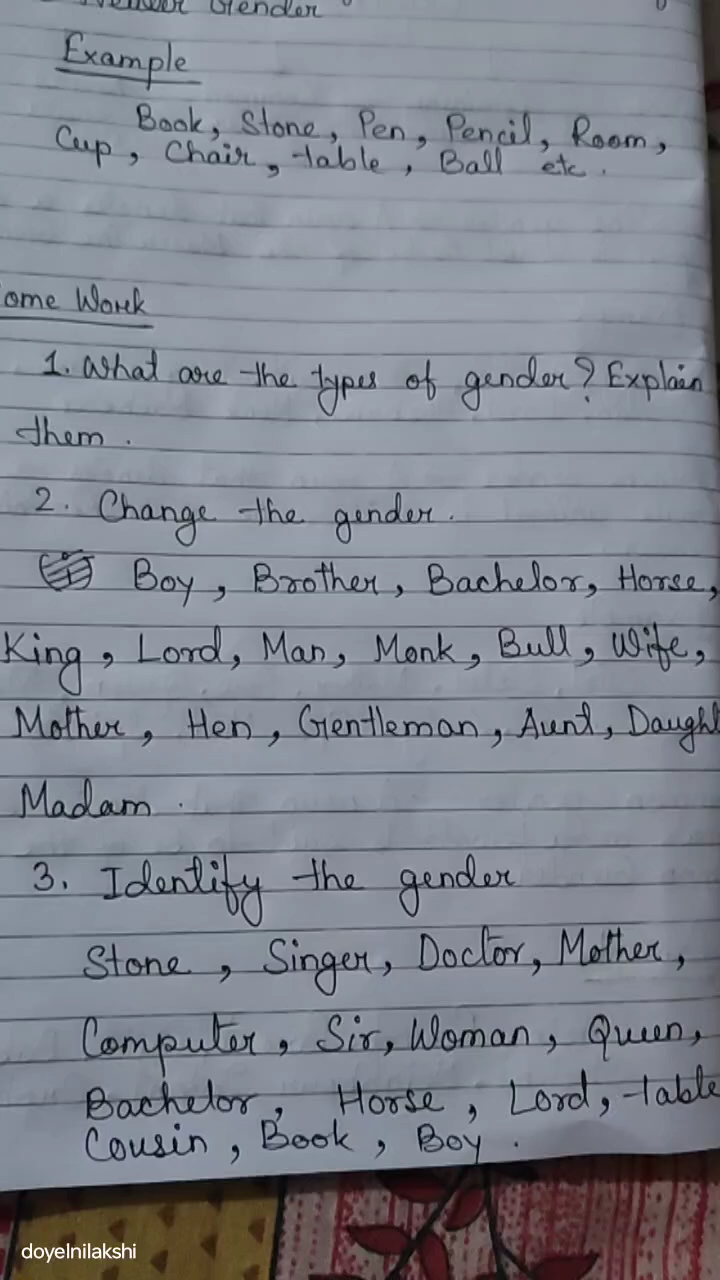 Gender
Example
Book, Stone, Pen, Pencil, Room,
Cup, Chair, table, Ball etc.
ome Work
1. What are the types of gender? Explain
them.
2. Change the gender.
Boy, Brother, Bachelor, Horse,
King, Lord, Man, Monk, Bull, Wife,
Mother, Hen, Gentleman, Aunt, Daught
Madam.
3. Identify the gender
Stone, Singer, Doctor, Mother,
Computer, Sir, Woman, Queen,
Bachelor, Horse, Lord, table
Cousin, Book, Boy.
doyelnilakshi